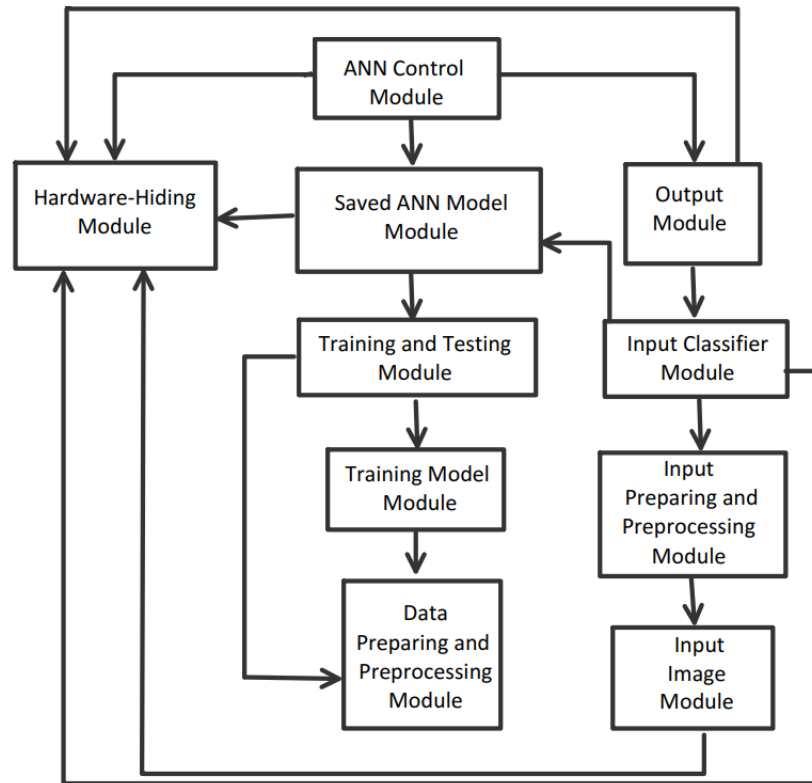 ANN Control
Module
Hardware-Hiding
Module
Saved ANN Model
Module
Output
Module
Training and Testing
Module
Input Classifier
Module
Training Model
Module
Input
Preparing and
Preprocessing
Module
Data
Preparing and
Preprocessing
Module
Input
Image
Module